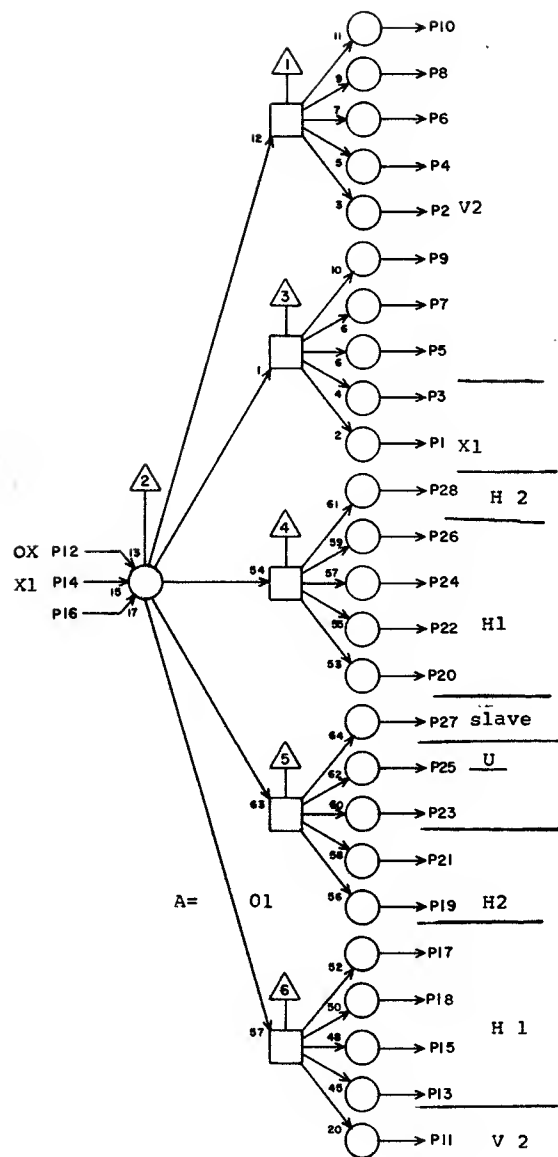 11 P10
1
9 P8
7 P6
12
5 P4
3 P2 V2
10 P9
3
6 P7
6 P5
1
4 P3
2 P1 X1
2
61 P28 H 2
4
59 P26
OX P12 13
54 57 P24
X1 P14 15
P16 17
55 P22 H1
53 P20
64 P27 slave
5
62 P25 U
63 60 P23
58 P21
A= 01
56 P19 H2
52 P17
6
50 P18
57
H 1
48 P15
45 P13
20 P11 V 2